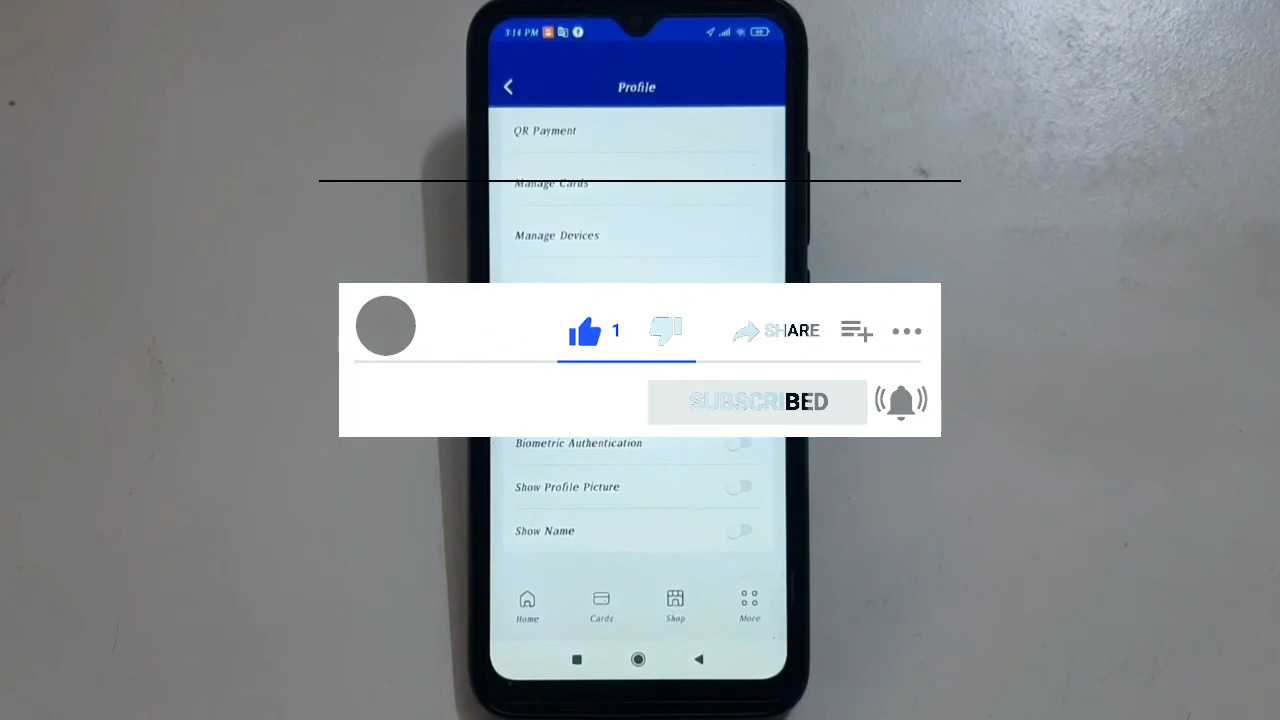 3:14 PM
Profile
QR Payment
Manage Cards
Manage Devices
1
SHARE
SUBSCRIBED
Biometric Authentication
Show Profile Picture
Show Name
Home
Cards
Shop
More